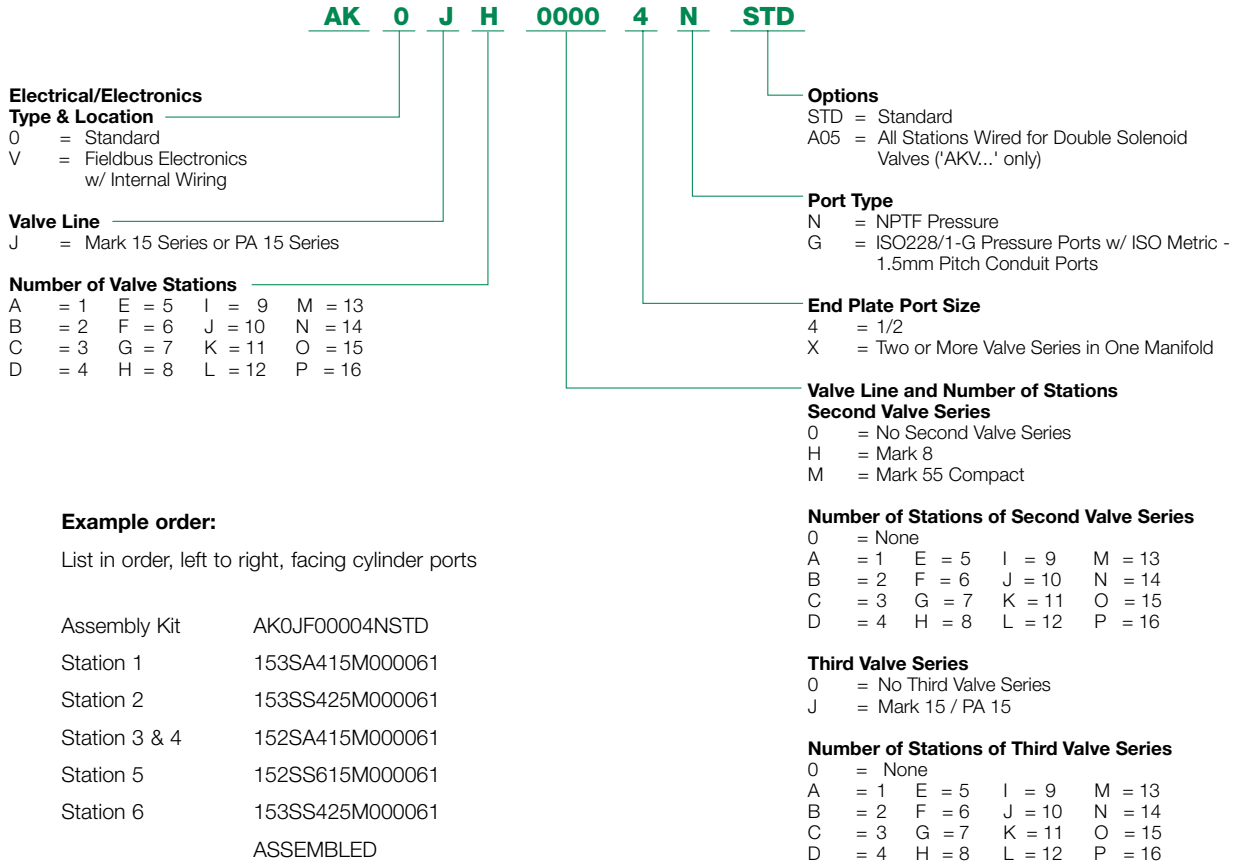 AK 0 J H 0000 4 N STD
Electrical/Electronics
Type & Location
0 = Standard
V = Fieldbus Electronics
w/ Internal Wiring
Valve Line
J = Mark 15 Series or PA 15 Series
Number of Valve Stations
A = 1 E = 5 I = 9 M = 13
B = 2 F = 6 J = 10 N = 14
C = 3 G = 7 K = 11 O = 15
D = 4 H = 8 L = 12 P = 16
Example order:
List in order, left to right, facing cylinder ports
Assembly Kit AK0JF00004NSTD
Station 1 153SA415M000061
Station 2 153SS425M000061
Station 3 & 4 152SA415M000061
Station 5 152SS615M000061
Station 6 153SS425M000061
ASSEMBLED
Options
STD = Standard
A05 = All Stations Wired for Double Solenoid
Valves ('AKV...' only)
Port Type
N = NPTF Pressure
G = ISO228/1-G Pressure Ports w/ ISO Metric -
1.5mm Pitch Conduit Ports
End Plate Port Size
4 = 1/2
X = Two or More Valve Series in One Manifold
Valve Line and Number of Stations
Second Valve Series
0 = No Second Valve Series
H = Mark 8
M = Mark 55 Compact
Number of Stations of Second Valve Series
0 = None
A = 1 E = 5 I = 9 M = 13
B = 2 F = 6 J = 10 N = 14
C = 3 G = 7 K = 11 O = 15
D = 4 H = 8 L = 12 P = 16
Third Valve Series
0 = No Third Valve Series
J = Mark 15 / PA 15
Number of Stations of Third Valve Series
0 = None
A = 1 E = 5 I = 9 M = 13
B = 2 F = 6 J = 10 N = 14
C = 3 G = 7 K = 11 O = 15
D = 4 H = 8 L = 12 P = 16